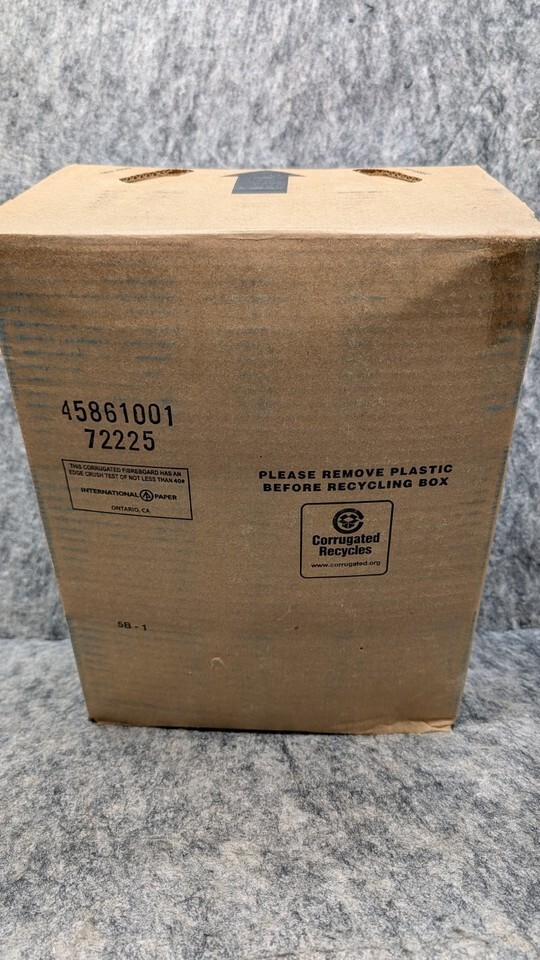 45861001
72225
THIS CORRUGATED FIBREBOARD HAS AN
EDGE CRUSH TEST OF NOT LESS THAN 40#
INTERNATIONAL PAPER
ONTARIO, CA
PLEASE REMOVE PLASTIC
BEFORE RECYCLING BOX
Corrugated
Recycles
www.corrugated.org
5B - 1